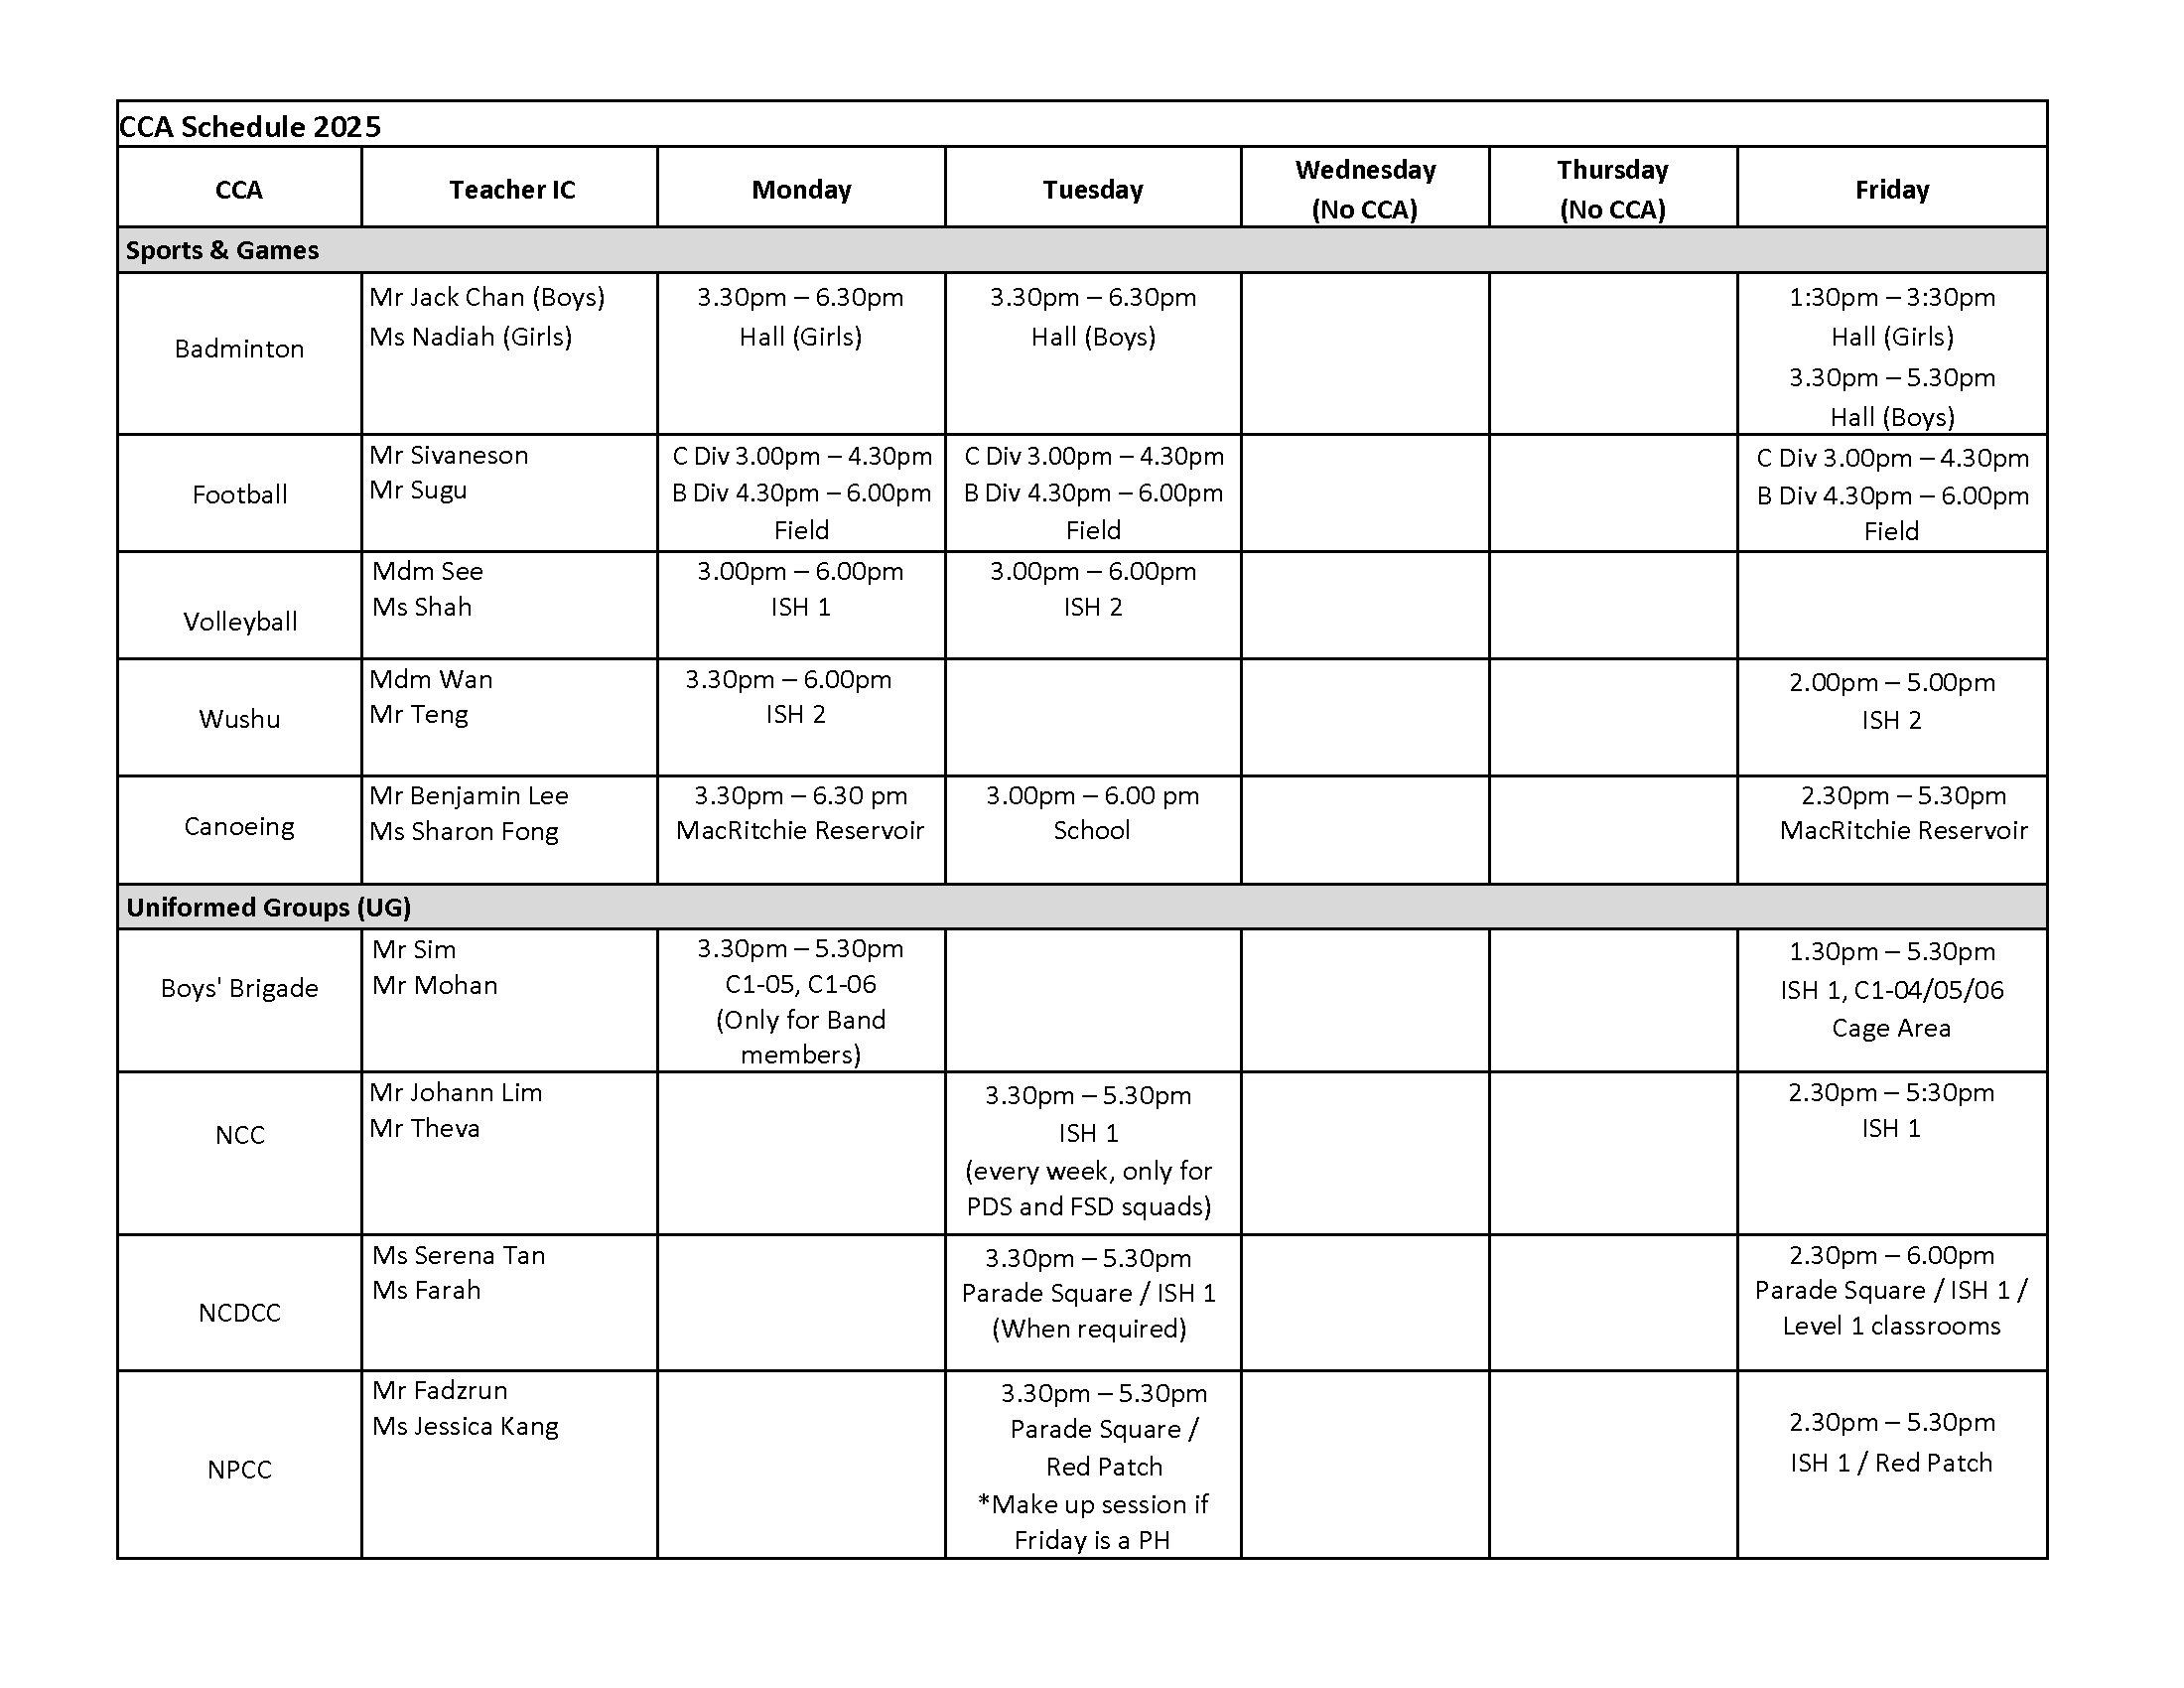 CCA Schedule 2025
CCA
Teacher IC
Monday
Tuesday
Wednesday
(No CCA)
Thursday
(No CCA)
Friday
Sports & Games
Badminton
Mr Jack Chan (Boys)
Ms Nadiah (Girls)
3.30pm – 6.30pm
Hall (Girls)
3.30pm – 6.30pm
Hall (Boys)
1:30pm – 3:30pm
Hall (Girls)
3.30pm – 5.30pm
Hall (Boys)
Football
Mr Sivaneson
Mr Sugu
C Div 3.00pm – 4.30pm
B Div 4.30pm – 6.00pm
Field
C Div 3.00pm – 4.30pm
B Div 4.30pm – 6.00pm
Field
C Div 3.00pm – 4.30pm
B Div 4.30pm – 6.00pm
Field
Volleyball
Mdm See
Ms Shah
3.00pm – 6.00pm
ISH 1
3.00pm – 6.00pm
ISH 2
Wushu
Mdm Wan
Mr Teng
3.30pm – 6.00pm
ISH 2
2.00pm – 5.00pm
ISH 2
Canoeing
Mr Benjamin Lee
Ms Sharon Fong
3.30pm – 6.30 pm
MacRitchie Reservoir
3.00pm – 6.00 pm
School
2.30pm – 5.30pm
MacRitchie Reservoir
Uniformed Groups (UG)
Boys' Brigade
Mr Sim
Mr Mohan
3.30pm – 5.30pm
C1-05, C1-06
(Only for Band
members)
1.30pm – 5.30pm
ISH 1, C1-04/05/06
Cage Area
NCC
Mr Johann Lim
Mr Theva
3.30pm – 5.30pm
ISH 1
(every week, only for
PDS and FSD squads)
2.30pm – 5:30pm
ISH 1
NCDCC
Ms Serena Tan
Ms Farah
3.30pm – 5.30pm
Parade Square / ISH 1
(When required)
2.30pm – 6.00pm
Parade Square / ISH 1 /
Level 1 classrooms
NPCC
Mr Fadzrun
Ms Jessica Kang
3.30pm – 5.30pm
Parade Square /
Red Patch
*Make up session if
Friday is a PH
2.30pm – 5.30pm
ISH 1 / Red Patch